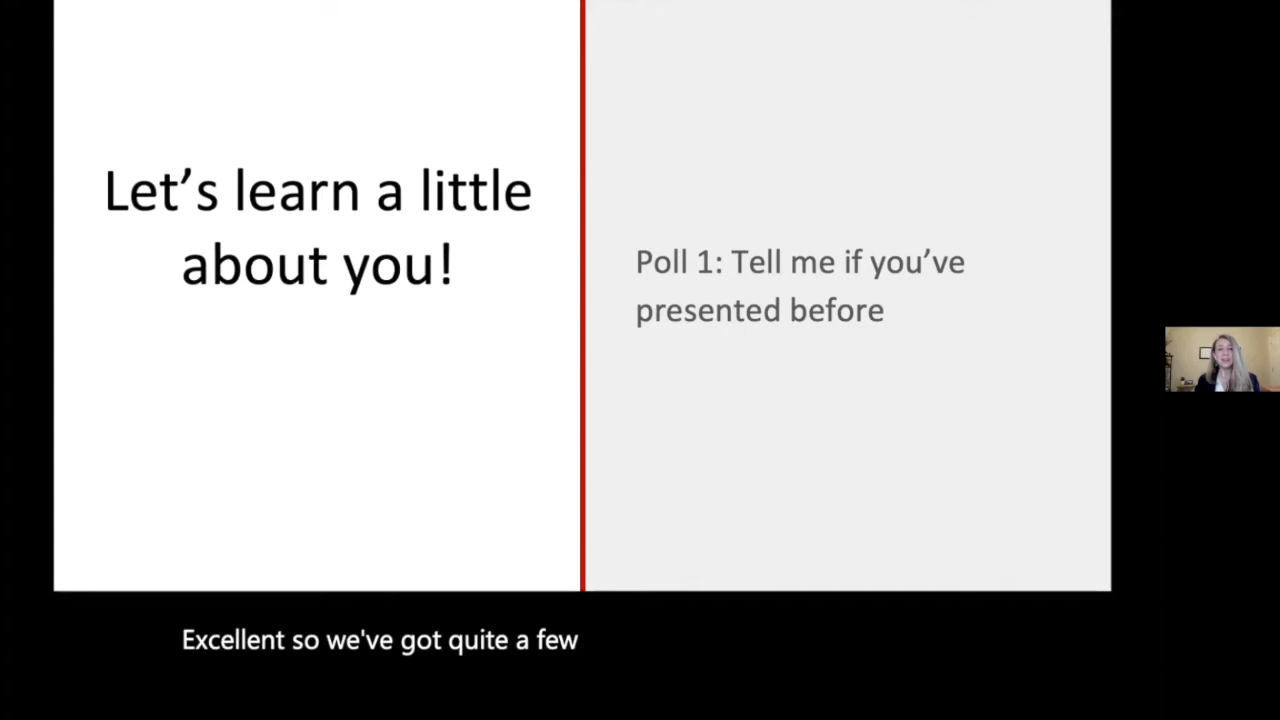 Let’s learn a little
about you!
Poll 1: Tell me if you’ve
presented before
Excellent so we've got quite a few